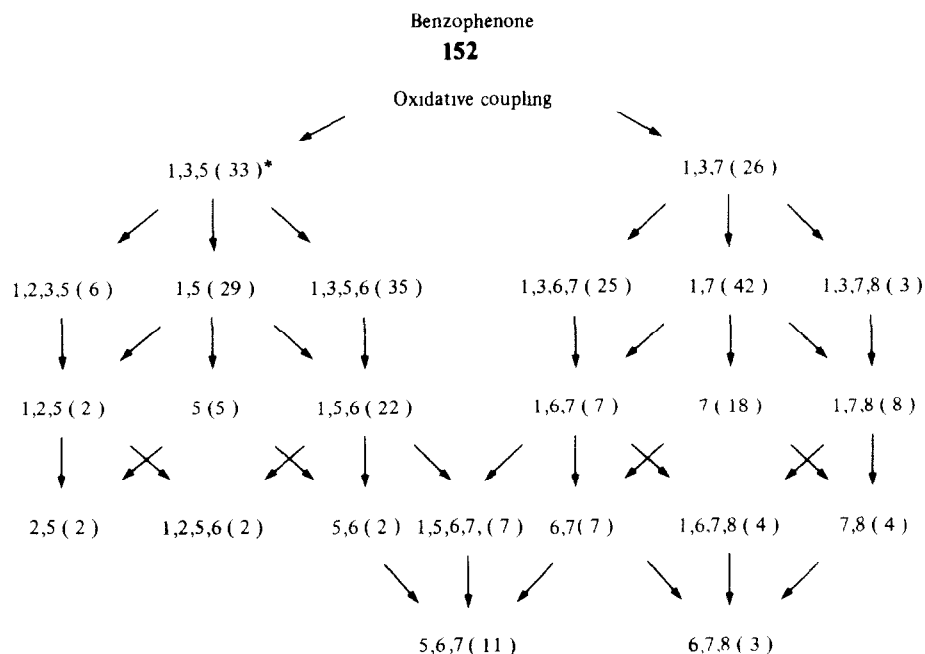 Benzophenone
152
Oxidative coupling
1,3,5 ( 33 )* 1,3,7 ( 26 )
1,2,3,5 ( 6 ) 1,5 ( 29 ) 1,3,5,6 ( 35 ) 1,3,6,7 ( 25 ) 1,7 ( 42 ) 1,3,7,8 ( 3 )
1,2,5 ( 2 ) 5 (5) 1,5,6 ( 22 ) 1,6,7 ( 7 ) 7 (18) 1,7,8 ( 8 )
2,5 ( 2 ) 1,2,5,6 ( 2 ) 5,6 ( 2 ) 1,5,6,7, ( 7 ) 6,7( 7 ) 1,6,7,8 ( 4 ) 7,8 ( 4 )
5,6,7 ( 11 ) 6,7,8 ( 3 )